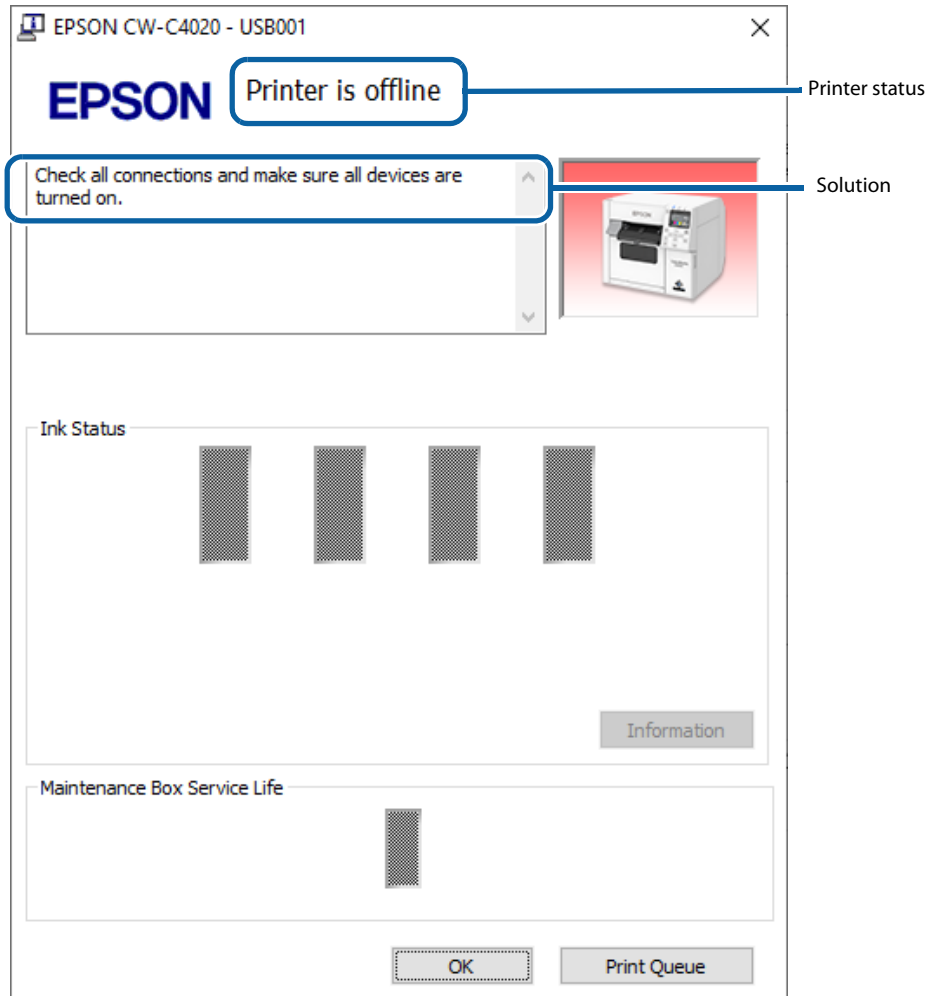 EPSON CW-C4020 - USB001
EPSON
Printer is offline
Printer status
Check all connections and make sure all devices are
turned on.
Solution
EPSON
Ink Status
Information
Maintenance Box Service Life
OK
Print Queue